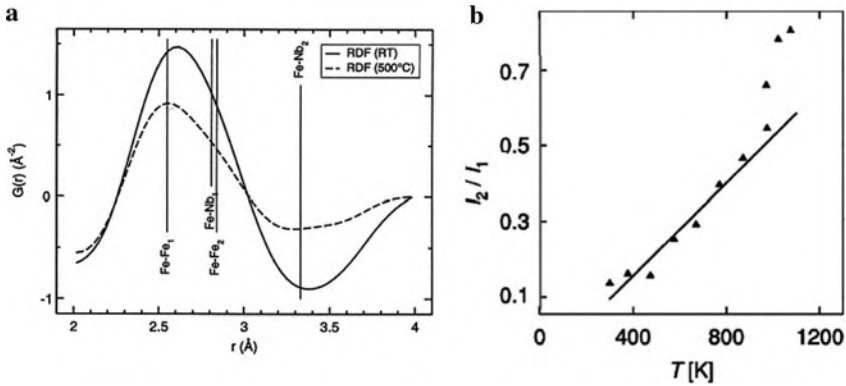 a
RDF (RT)
RDF (500°C)
Fe-Nb2
Fe-Fe1
Fe-Nb1
Fe-Fe2
G(r) (Å-2)
1
0
-1
2
2.5
3
3.5
4
r (Å)
b
I2 / I1
0.7
0.5
0.3
0.1
0
400
800
1200
T [K]